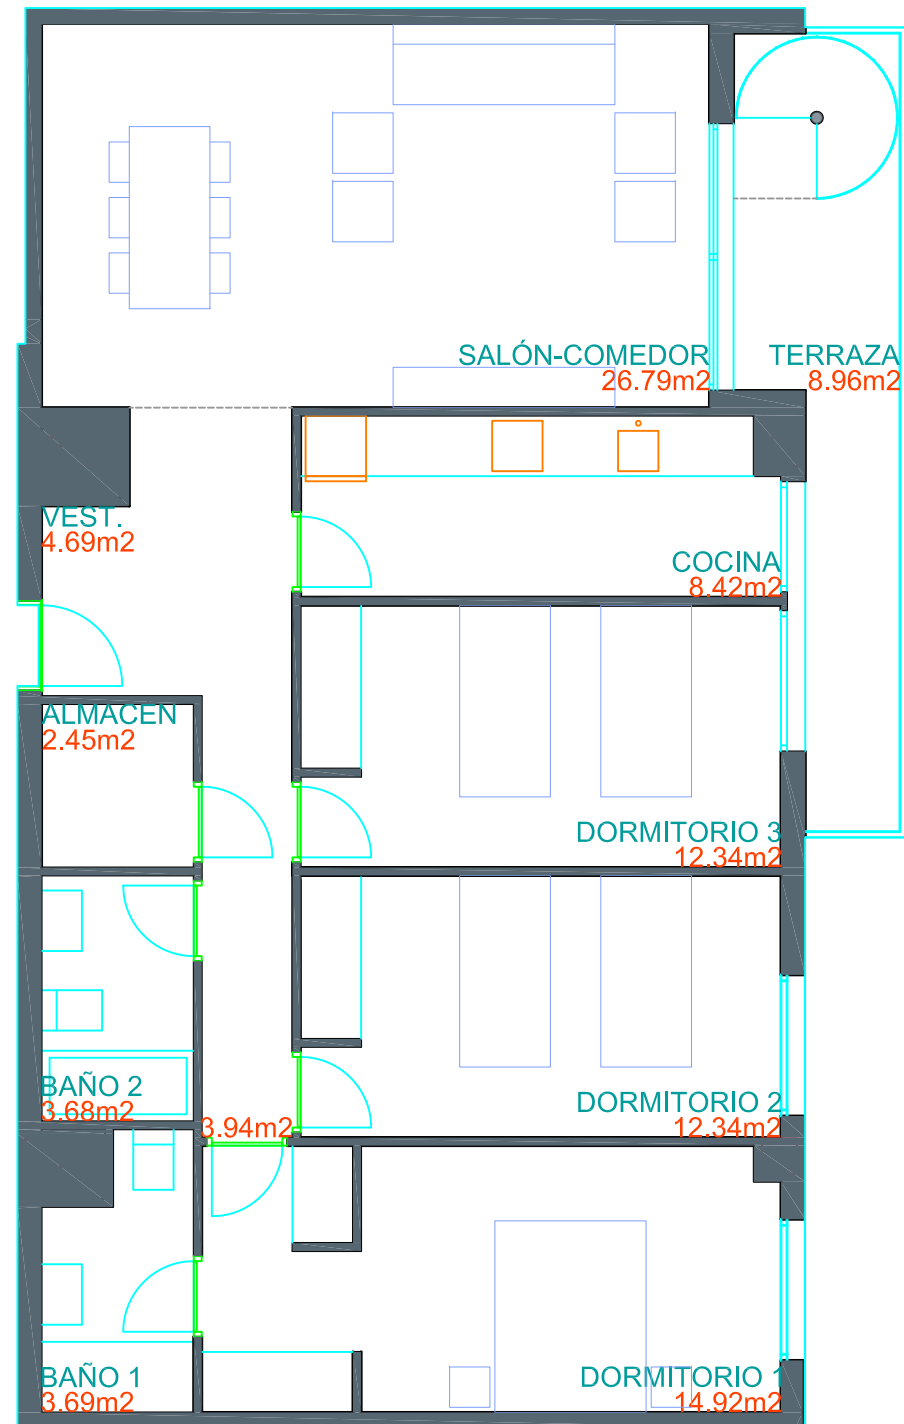 SALÓN-COMEDOR
26.79m2
TERRAZA
8.96m2
VEST.
4.69m2
COCINA
8.42m2
ALMACEN
2.45m2
DORMITORIO 3
12.34m2
BAÑO 2
3.68m2
3.94m2
DORMITORIO 2
12.34m2
BAÑO 1
3.69m2
DORMITORIO 1
14.92m2